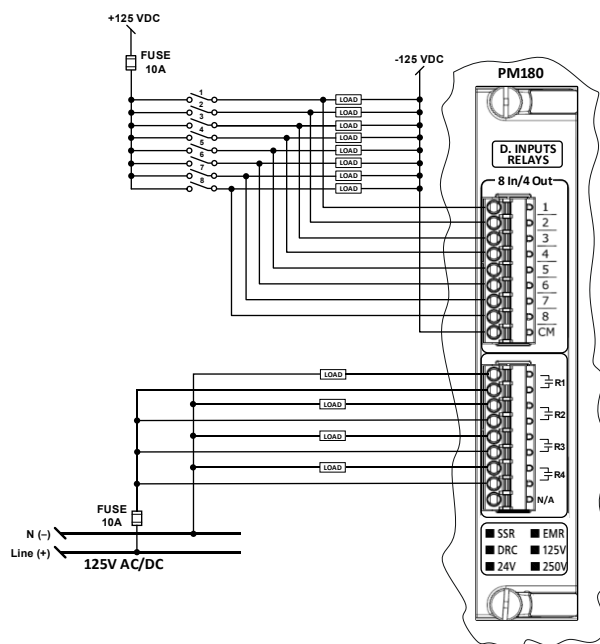 +125 VDC
FUSE
10A
-125 VDC
PM180
1
LOAD
2
LOAD
3
LOAD
4
LOAD
5
LOAD
6
LOAD
7
LOAD
8
LOAD
D. INPUTS
RELAYS
8 In/4 Out
1
2
3
4
5
6
7
8
CM
LOAD
R1
LOAD
R2
LOAD
R3
LOAD
R4
N/A
FUSE
10A
N (–)
Line (+)
125V AC/DC
SSR EMR
DRC 125V
24V 250V